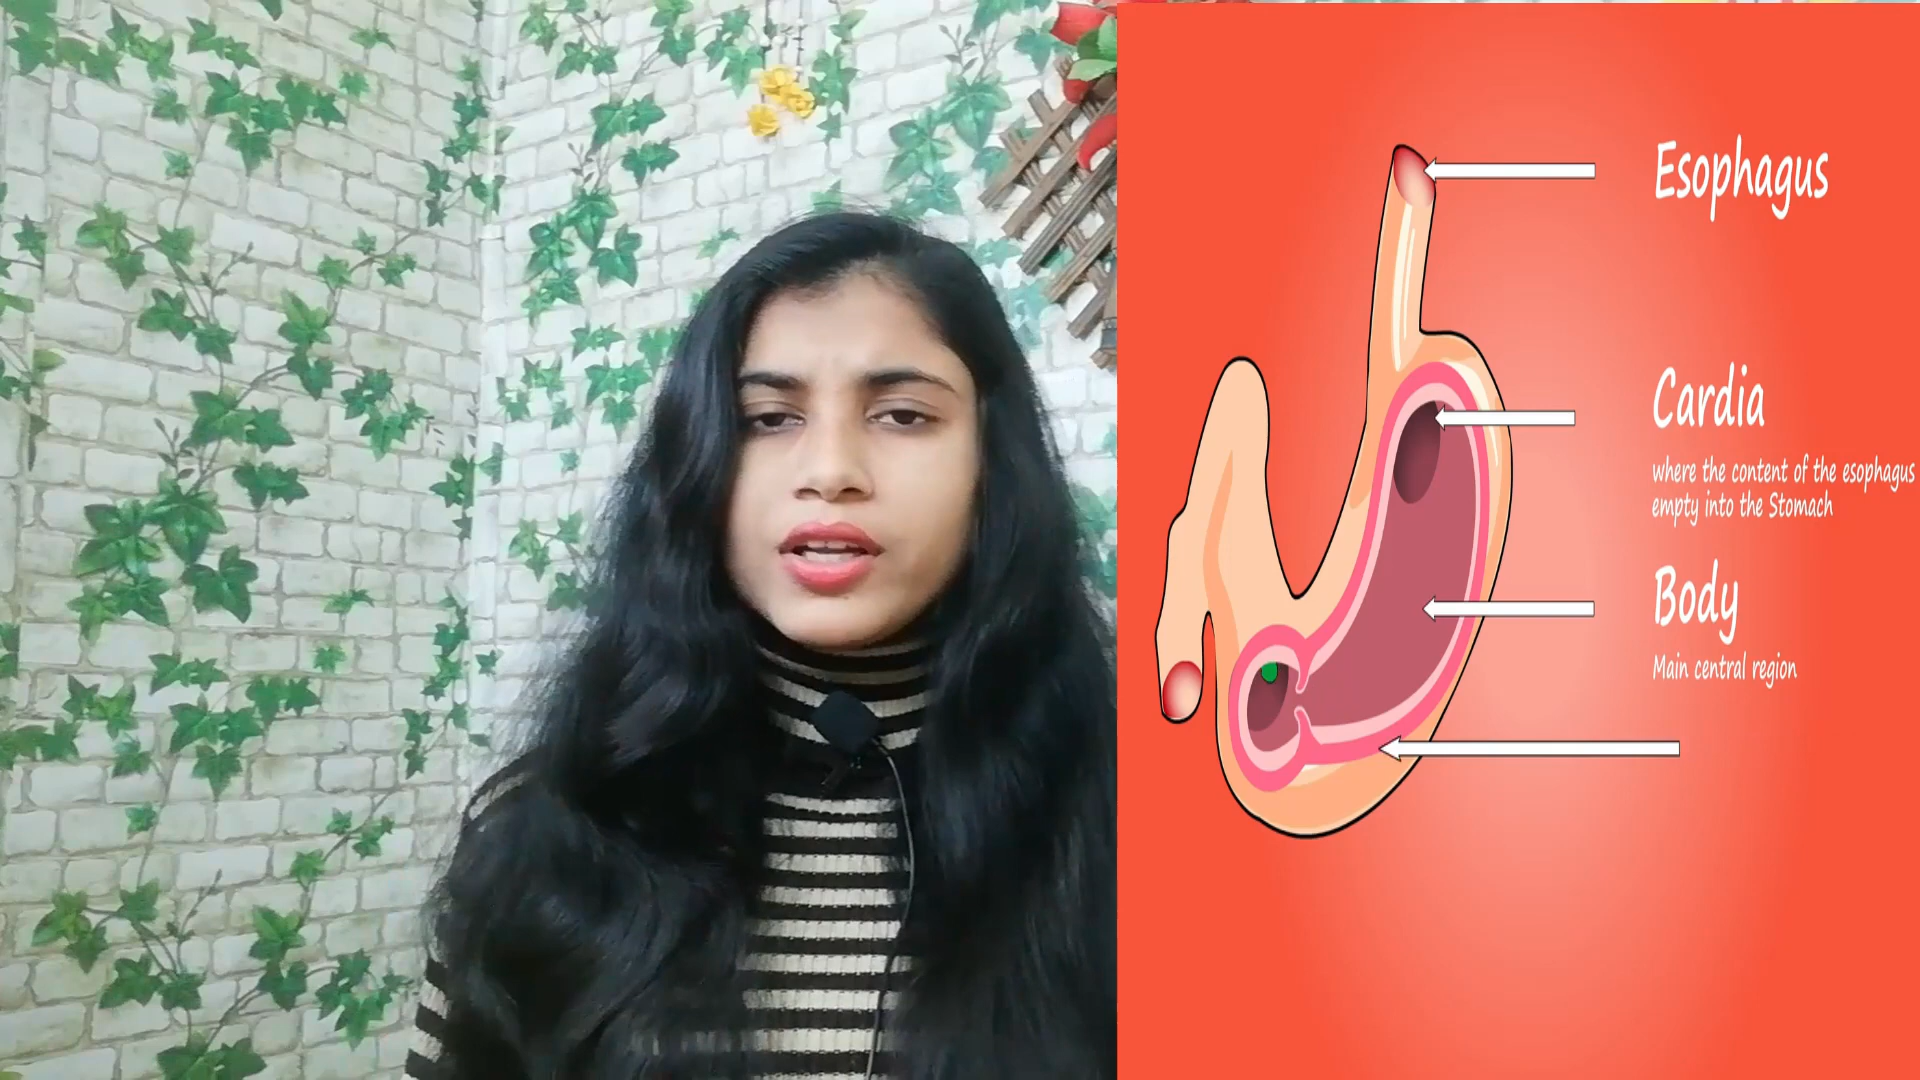 Esophagus
Cardia
where the content of the esophagus
empty into the Stomach
Body
Main central region